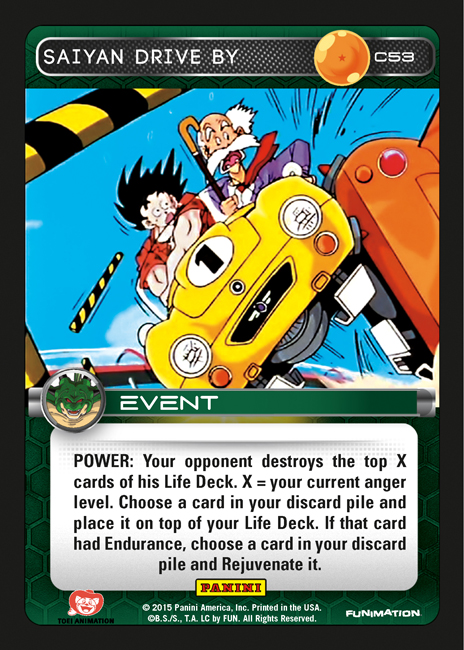 SAIYAN DRIVE BY C53
1
EVENT
POWER: Your opponent destroys the top X
cards of his Life Deck. X = your current anger
level. Choose a card in your discard pile and
place it on top of your Life Deck. If that card
had Endurance, choose a card in your discard
pile and Rejuvenate it.
PANINI
TOEI ANIMATION
© 2015 Panini America, Inc. Printed in the USA.
©B.S./S., T.A. LC by FUN. All Rights Reserved.
FUNIMATION